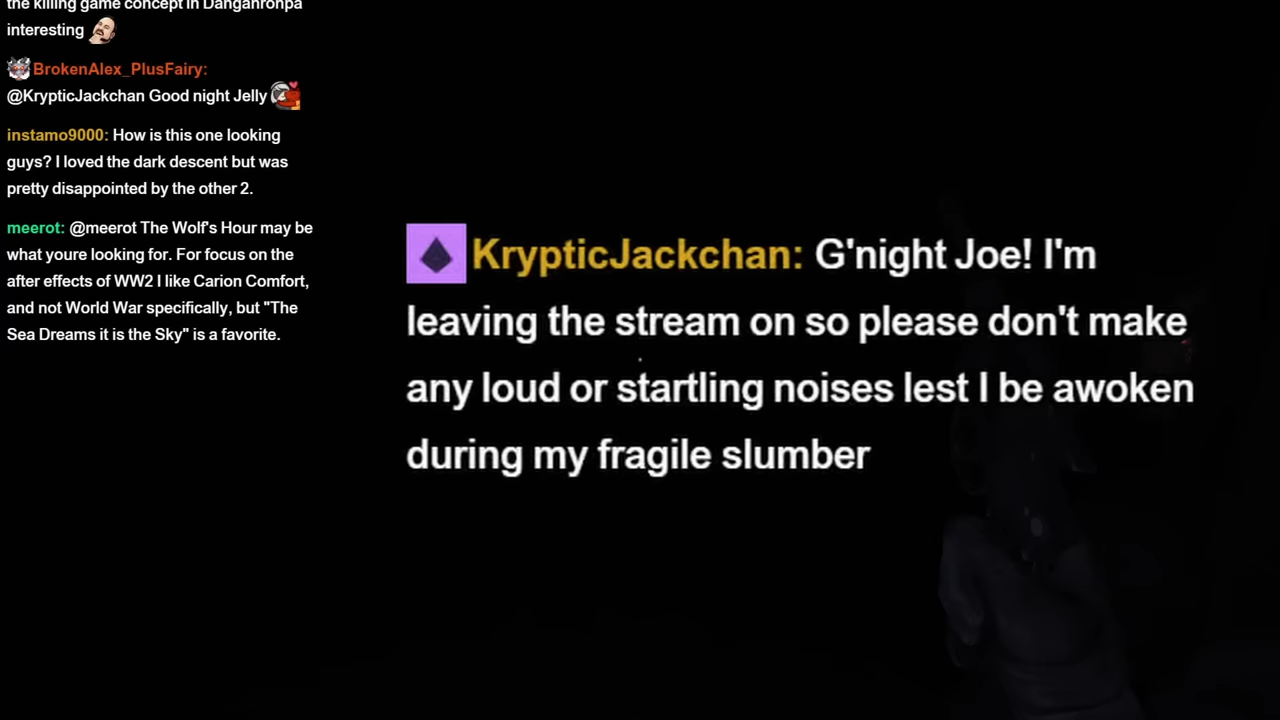 the killing game concept in Danganronpa
interesting
BrokenAlex_PlusFairy:
@KrypticJackchan Good night Jelly
instamo9000: How is this one looking
guys? I loved the dark descent but was
pretty disappointed by the other 2.
meerot: @meerot The Wolf's Hour may be
what youre looking for. For focus on the
after effects of WW2 I like Carion Comfort,
and not World War specifically, but "The
Sea Dreams it is the Sky" is a favorite.
KrypticJackchan: G'night Joe! I'm
leaving the stream on so please don't make
any loud or startling noises lest I be awoken
during my fragile slumber